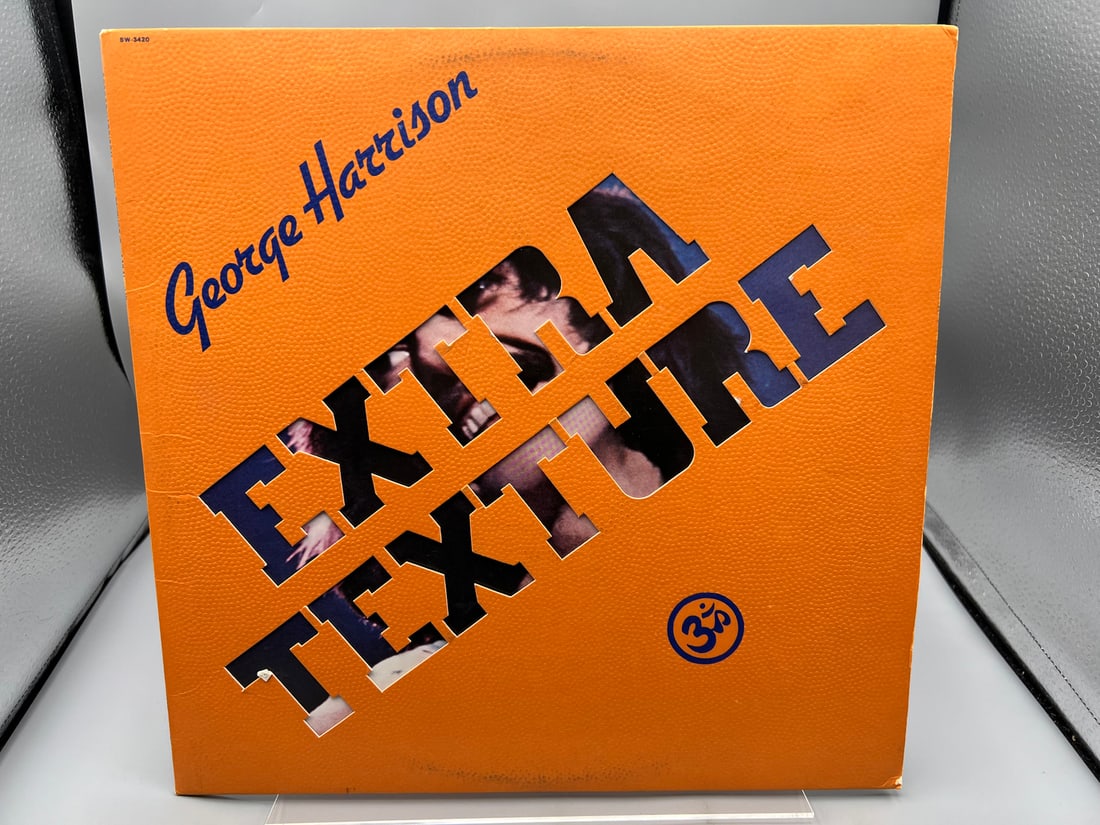 SW-3420
George Harrison
EXTRA
TEXTURE
ॐ